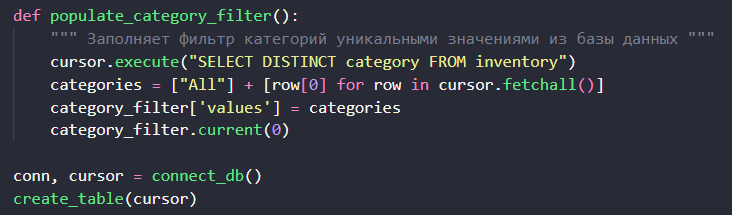 def populate_category_filter():
    """ Заполняет фильтр категорий уникальными значениями из базы данных """
    cursor.execute("SELECT DISTINCT category FROM inventory")
    categories = ["All"] + [row[0] for row in cursor.fetchall()]
    category_filter['values'] = categories
    category_filter.current(0)

conn, cursor = connect_db()
create_table(cursor)